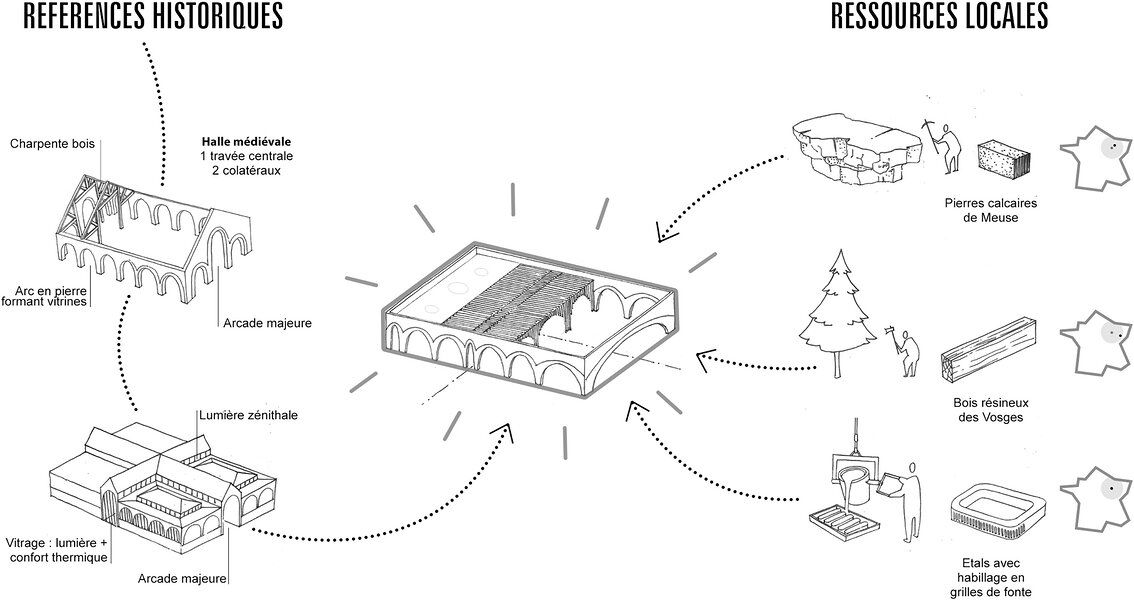 REFERENCES HISTORIQUES
Charpente bois
Halle médiévale
1 travée centrale
2 colatéraux
Arc en pierre
formant vitrines
Arcade majeure
Lumière zénithale
Vitrage : lumière +
confort thermique
Arcade majeure
RESSOURCES LOCALES
Pierres calcaires
de Meuse
Bois résineux
des Vosges
Etals avec
habillage en
grilles de fonte